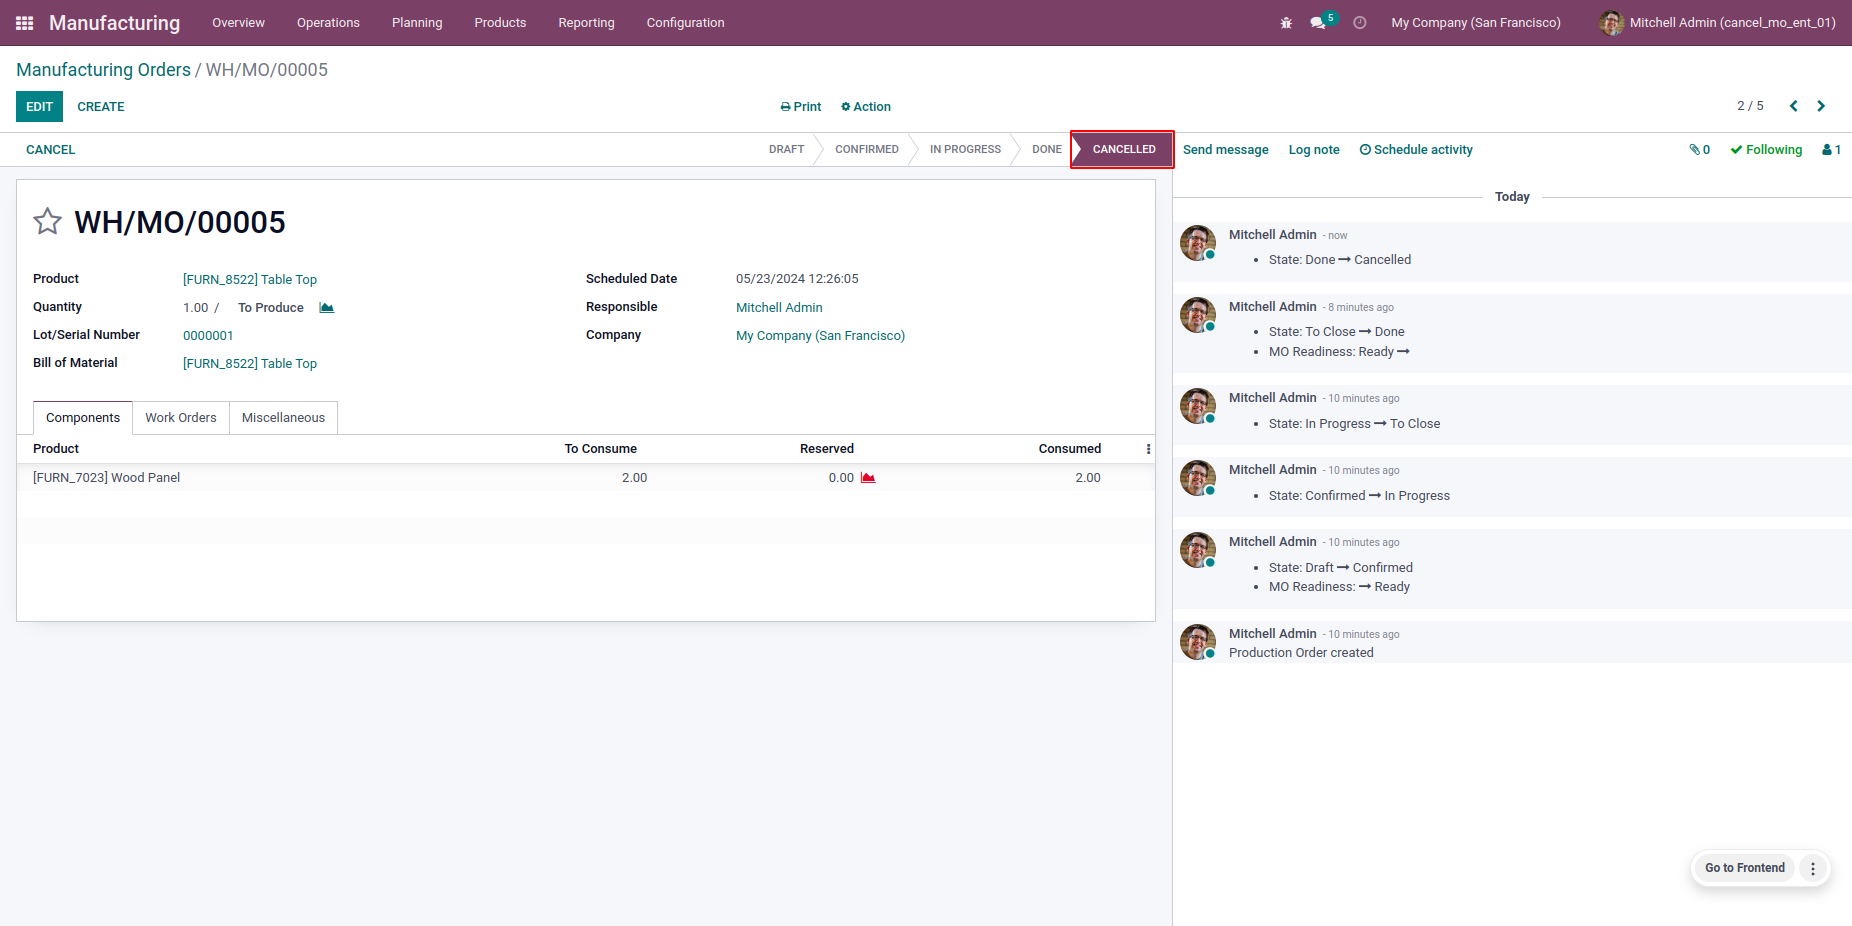 Manufacturing Overview Operations Planning Products Reporting Configuration 5 My Company (San Francisco) Mitchell Admin (cancel_mo_ent_01)
Manufacturing Orders / WH/MO/00005
EDIT CREATE Print Action 2 / 5
CANCEL DRAFT CONFIRMED IN PROGRESS DONE CANCELLED Send message Log note Schedule activity 0 Following 1
WH/MO/00005
Product [FURN_8522] Table Top Scheduled Date 05/23/2024 12:26:05
Quantity 1.00 / To Produce Responsible Mitchell Admin
Lot/Serial Number 0000001 Company My Company (San Francisco)
Bill of Material [FURN_8522] Table Top
Components Work Orders Miscellaneous
Product To Consume Reserved Consumed
[FURN_7023] Wood Panel 2.00 0.00 2.00
Today
Mitchell Admin - now
• State: Done → Cancelled
Mitchell Admin - 8 minutes ago
• State: To Close → Done
• MO Readiness: Ready →
Mitchell Admin - 10 minutes ago
• State: In Progress → To Close
Mitchell Admin - 10 minutes ago
• State: Confirmed → In Progress
Mitchell Admin - 10 minutes ago
• State: Draft → Confirmed
• MO Readiness: → Ready
Mitchell Admin - 10 minutes ago
Production Order created
Go to Frontend